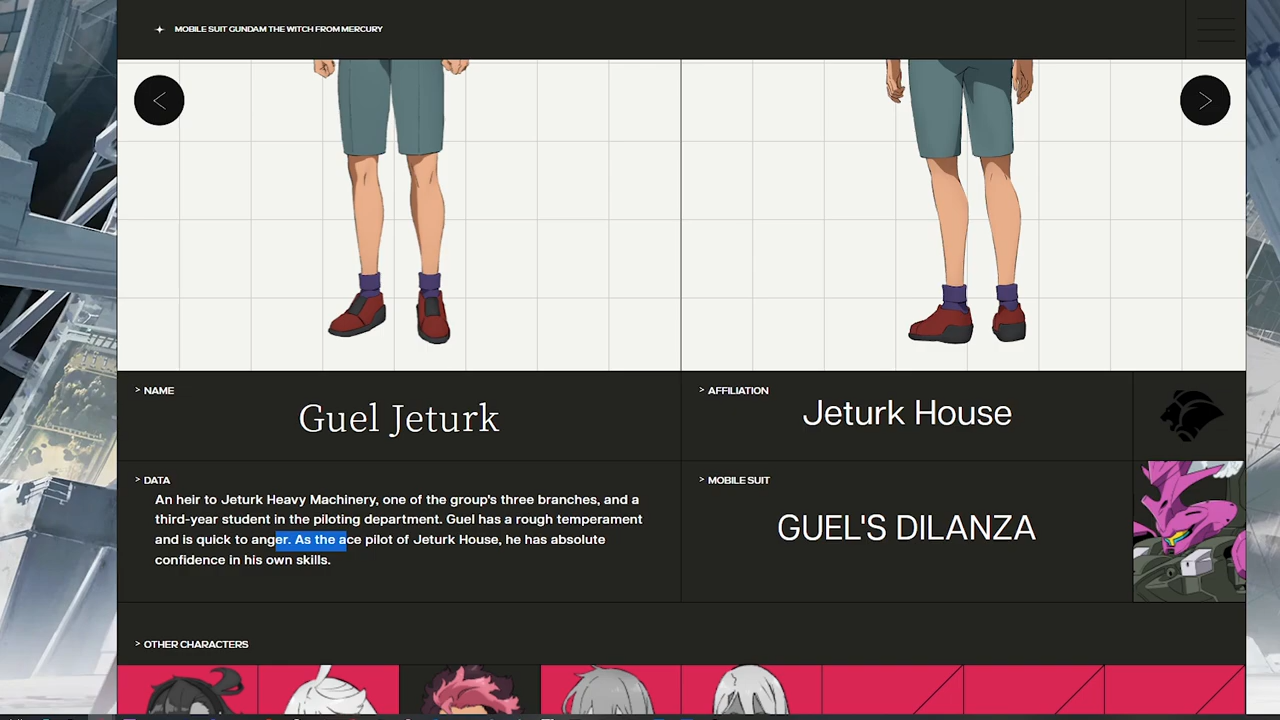 MOBILE SUIT GUNDAM THE WITCH FROM MERCURY
> NAME
Guel Jeturk
> AFFILIATION
Jeturk House
> DATA
An heir to Jeturk Heavy Machinery, one of the group's three branches, and a
third-year student in the piloting department. Guel has a rough temperament
and is quick to anger. As the ace pilot of Jeturk House, he has absolute
confidence in his own skills.
> MOBILE SUIT
GUEL'S DILANZA
> OTHER CHARACTERS